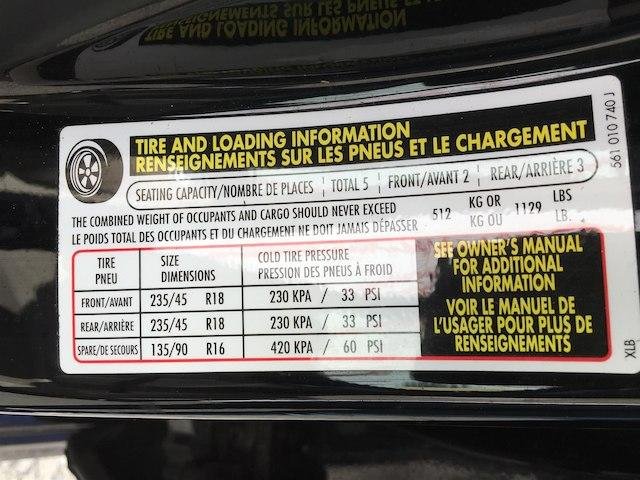 TIRE AND LOADING INFORMATION
RENSEIGNEMENTS SUR LES PNEUS ET LE CHARGEMENT
SEATING CAPACITY/NOMBRE DE PLACES | TOTAL 5 | FRONT/AVANT 2 | REAR/ARRIÈRE 3
THE COMBINED WEIGHT OF OCCUPANTS AND CARGO SHOULD NEVER EXCEED 512 KG OR 1129 LBS
LE POIDS TOTAL DES OCCUPANTS ET DU CHARGEMENT NE DOIT JAMAIS DÉPASSER KG OU LB.
TIRE SIZE COLD TIRE PRESSURE
PNEU DIMENSIONS PRESSION DES PNEUS À FROID
FRONT/AVANT 235/45 R18 230 KPA / 33 PSI
REAR/ARRIÈRE 235/45 R18 230 KPA / 33 PSI
SPARE/DE SECOURS 135/90 R16 420 KPA / 60 PSI
SEE OWNER'S MANUAL
FOR ADDITIONAL
INFORMATION
VOIR LE MANUEL DE
L'USAGER POUR PLUS DE
RENSEIGNEMENTS
561 010 740 J
XLB